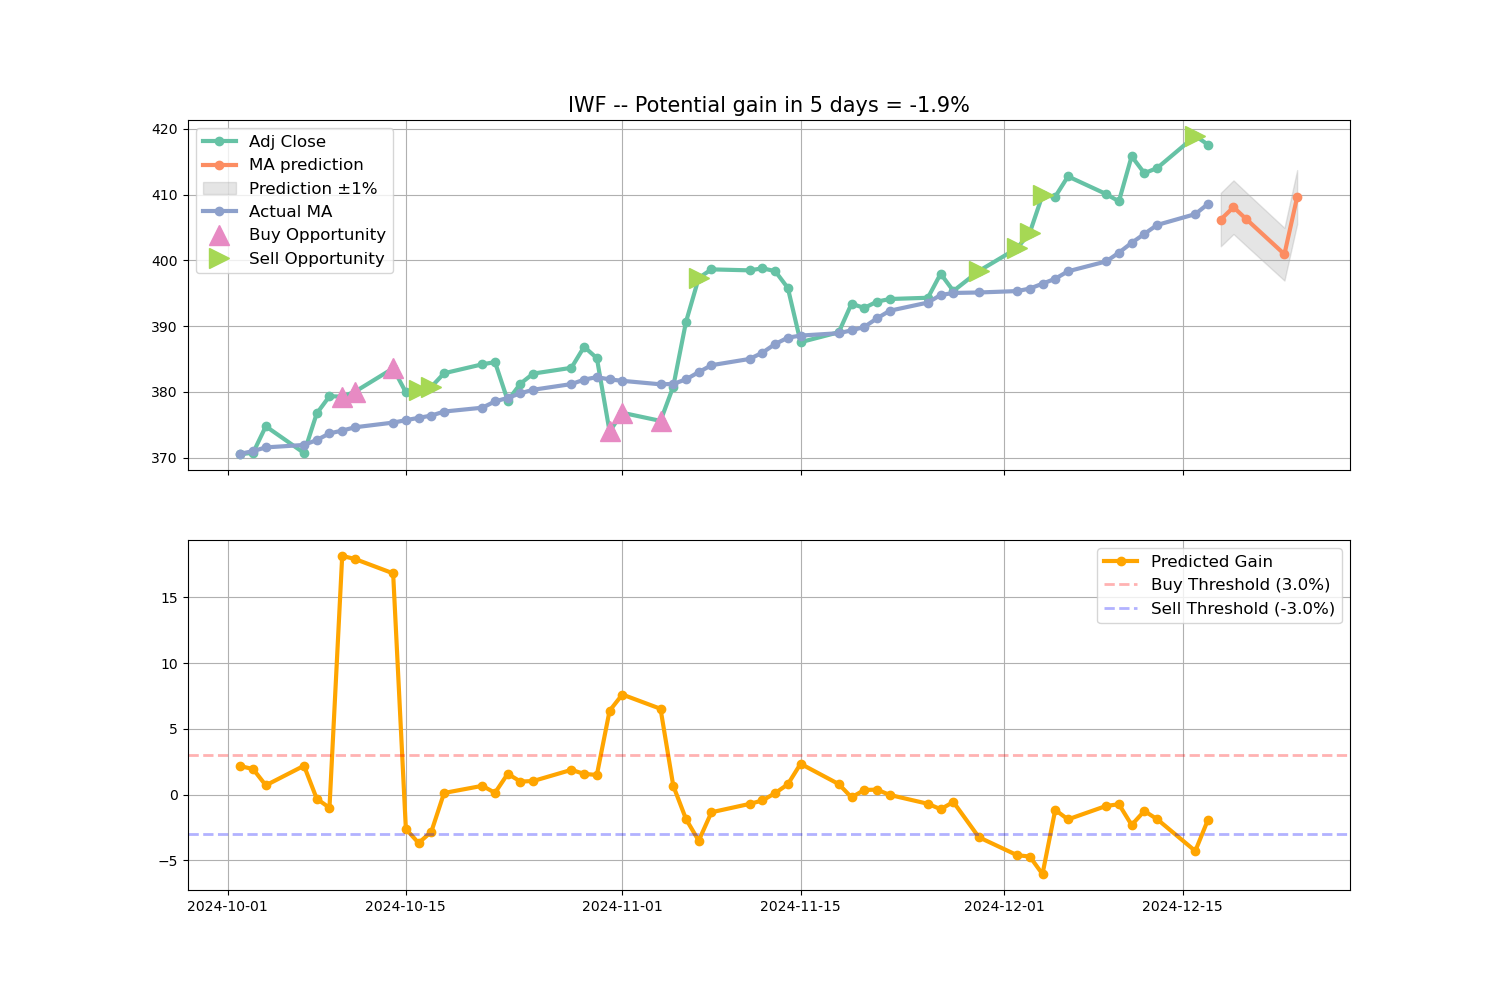 IWF -- Potential gain in 5 days = -1.9%
420
410
400
390
380
370
Adj Close
MA prediction
Prediction ±1%
Actual MA
Buy Opportunity
Sell Opportunity
15
10
5
0
−5
Predicted Gain
Buy Threshold (3.0%)
Sell Threshold (-3.0%)
2024-10-01 2024-10-15 2024-11-01 2024-11-15 2024-12-01 2024-12-15